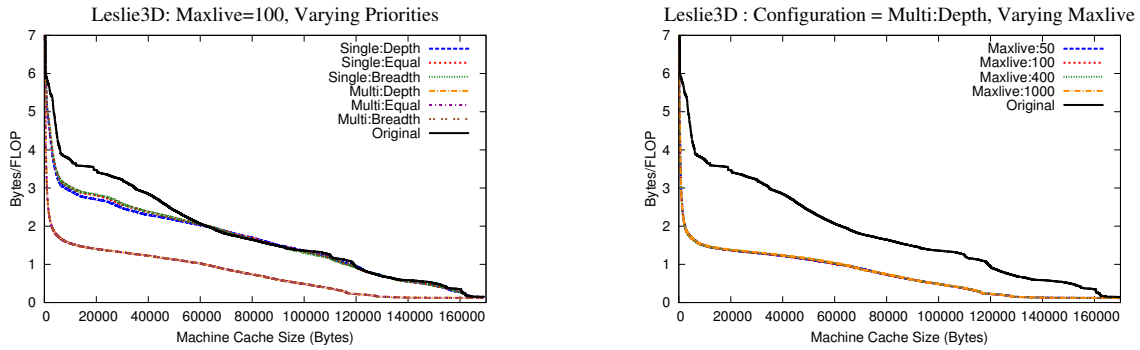 Leslie3D: Maxlive=100, Varying Priorities
Bytes/FLOP
7
6
5
4
3
2
1
0
Single:Depth
Single:Equal
Single:Breadth
Multi:Depth
Multi:Equal
Multi:Breadth
Original
0 20000 40000 60000 80000 100000 120000 140000 160000
Machine Cache Size (Bytes)
Leslie3D : Configuration = Multi:Depth, Varying Maxlive
Bytes/FLOP
7
6
5
4
3
2
1
0
Maxlive:50
Maxlive:100
Maxlive:400
Maxlive:1000
Original
0 20000 40000 60000 80000 100000 120000 140000 160000
Machine Cache Size (Bytes)